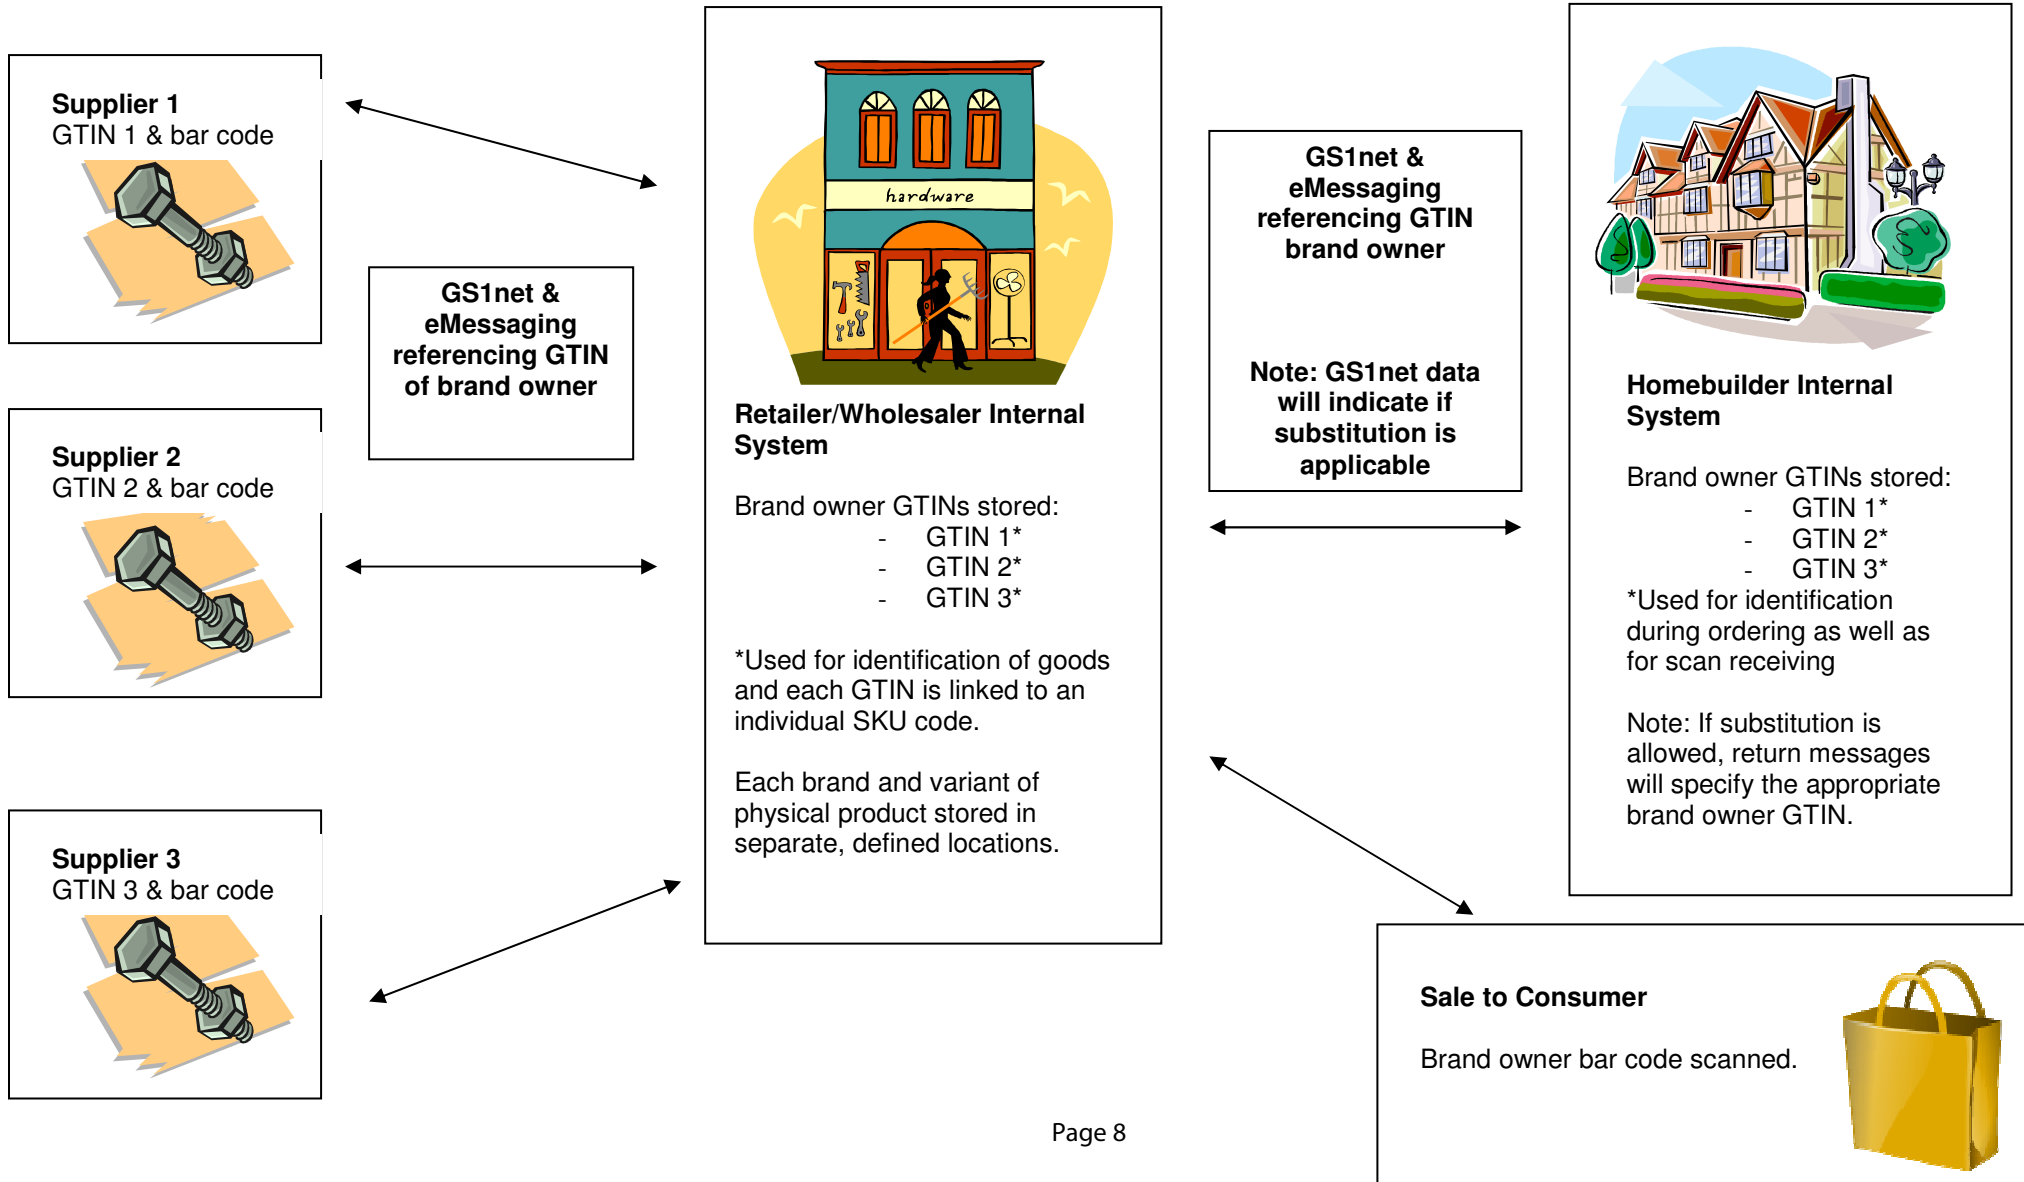 Supplier 1
GTIN 1 & bar code
Supplier 2
GTIN 2 & bar code
Supplier 3
GTIN 3 & bar code
GS1net &
eMessaging
referencing GTIN
of brand owner
hardware
Retailer/Wholesaler Internal
System
Brand owner GTINs stored:
- GTIN 1*
- GTIN 2*
- GTIN 3*
*Used for identification of goods
and each GTIN is linked to an
individual SKU code.
Each brand and variant of
physical product stored in
separate, defined locations.
GS1net &
eMessaging
referencing GTIN
brand owner
Note: GS1net data
will indicate if
substitution is
applicable
Homebuilder Internal
System
Brand owner GTINs stored:
- GTIN 1*
- GTIN 2*
- GTIN 3*
*Used for identification
during ordering as well as
for scan receiving
Note: If substitution is
allowed, return messages
will specify the appropriate
brand owner GTIN.
Sale to Consumer
Brand owner bar code scanned.
Page 8